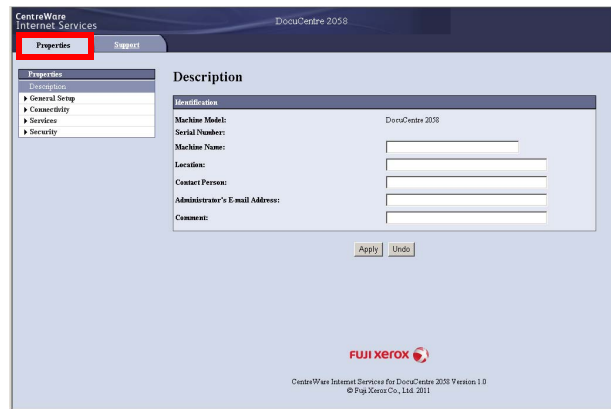 CentreWare
Internet Services
DocuCentre 2058
Properties
Support
Properties
Description
General Setup
Connectivity
Services
Security
Description
Identification
Machine Model: DocuCentre 2058
Serial Number:
Machine Name:
Location:
Contact Person:
Administrator's E-mail Address:
Comment:
Apply Undo
FUJI xerox
CentreWare Internet Services for DocuCentre 2058 Version 1.0
© Fuji Xerox Co., Ltd. 2011